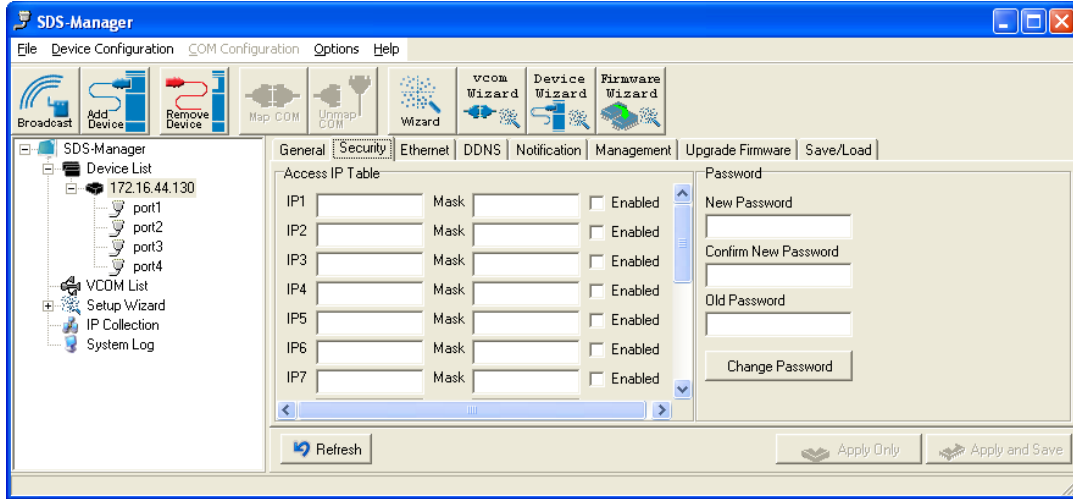 SDS-Manager
File Device Configuration COM Configuration Options Help
Broadcast
Add Device
Remove Device
Map COM
Unmap COM
Wizard
vcom Wizard
Device Wizard
Firmware Wizard
SDS-Manager
Device List
172.16.44.130
port1
port2
port3
port4
VCOM List
Setup Wizard
IP Collection
System Log
General Security Ethernet DDNS Notification Management Upgrade Firmware Save/Load
Access IP Table
IP1 Mask Enabled
IP2 Mask Enabled
IP3 Mask Enabled
IP4 Mask Enabled
IP5 Mask Enabled
IP6 Mask Enabled
IP7 Mask Enabled
Password
New Password
Confirm New Password
Old Password
Change Password
Refresh
Apply Only
Apply and Save